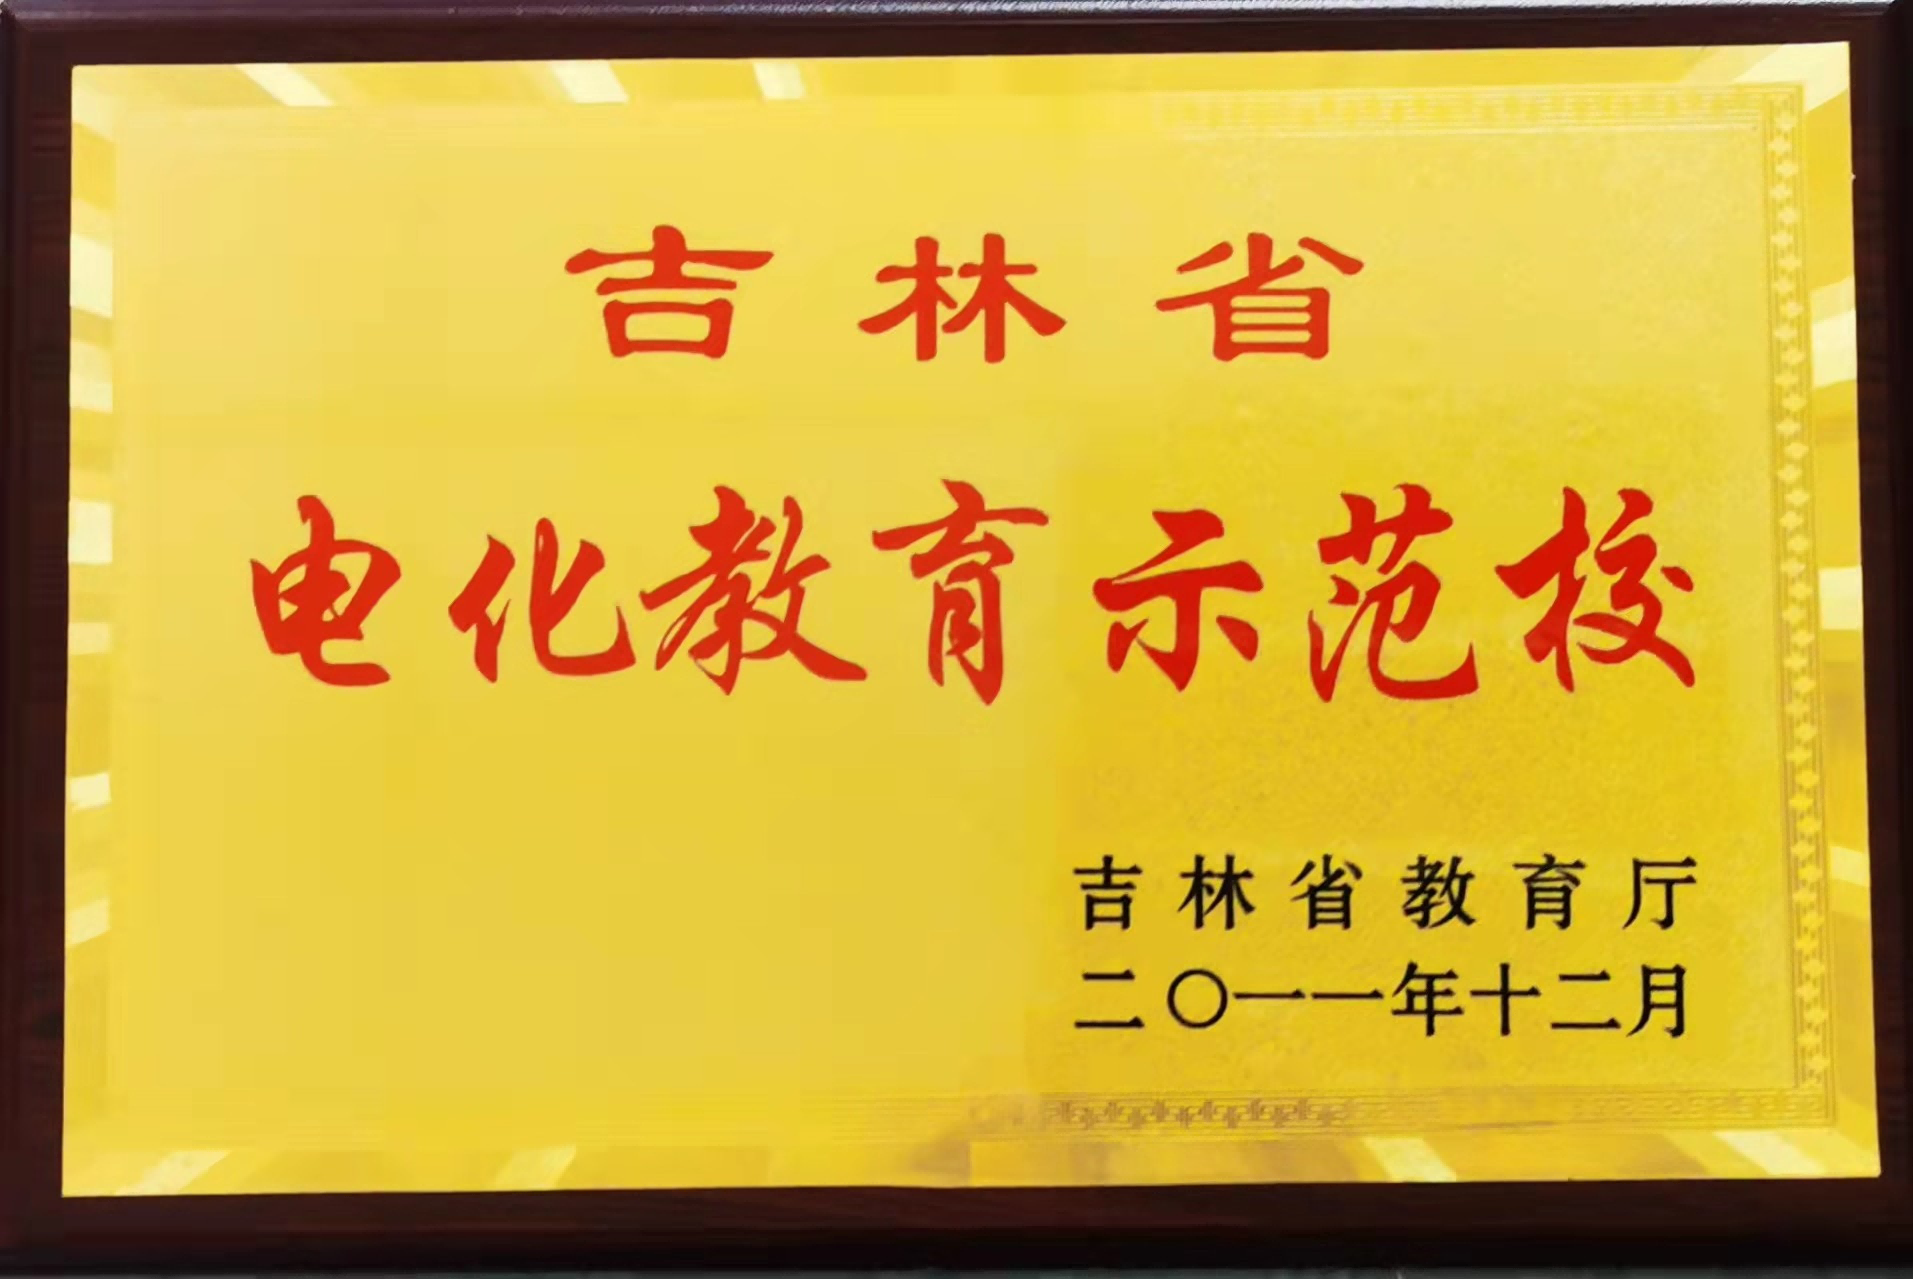 吉林省
电化教育示范校
吉林省教育厅
二〇一一年十二月